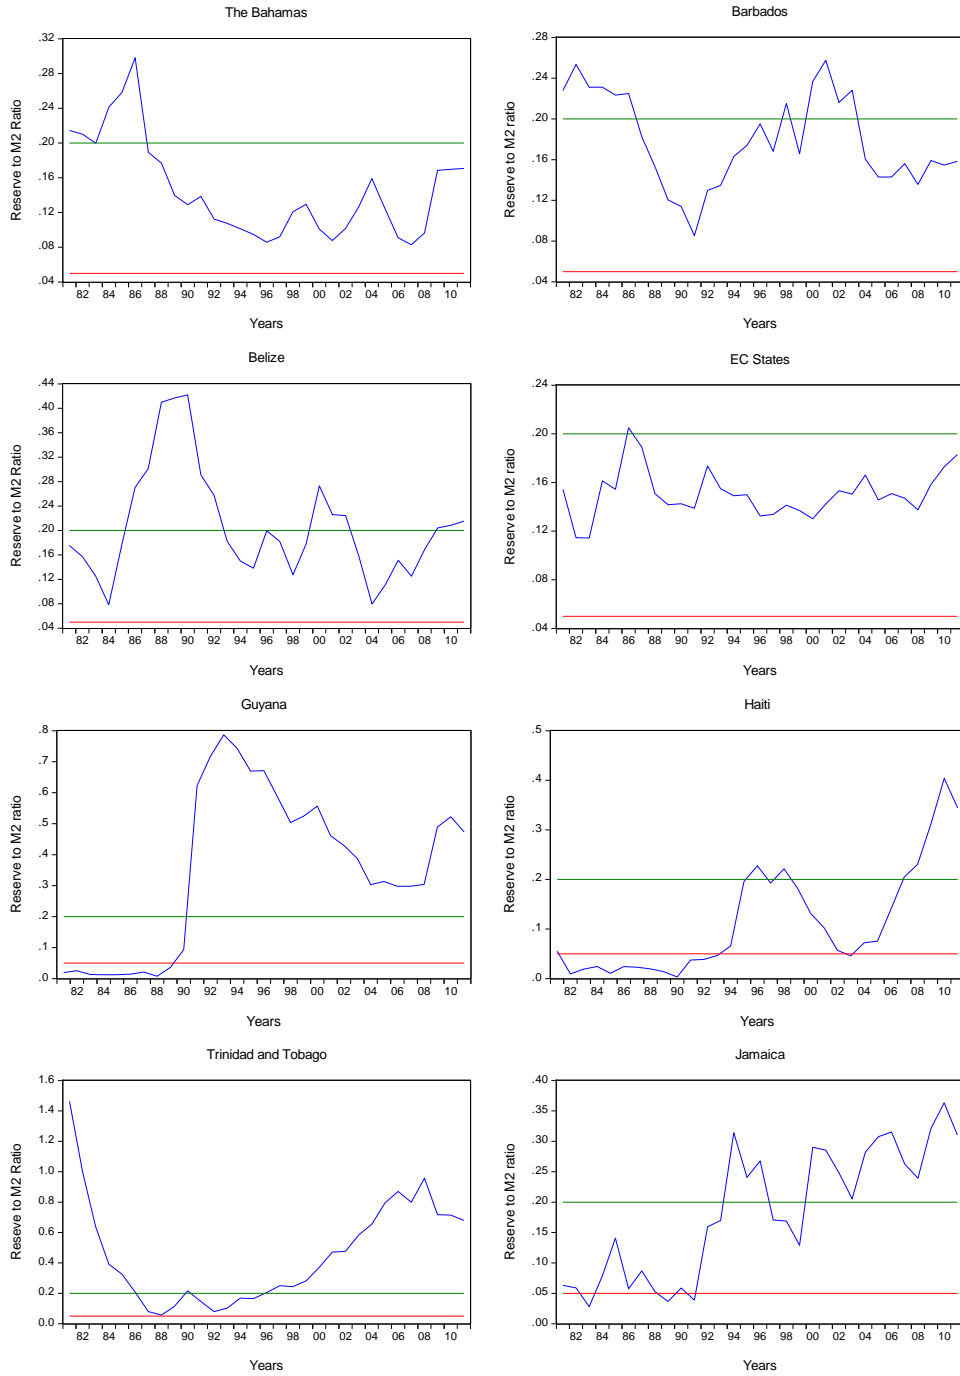 The Bahamas
Reserve to M2 Ratio
.32
.28
.24
.20
.16
.12
.08
.04
82 84 86 88 90 92 94 96 98 00 02 04 06 08 10
Years
Barbados
Reserve to M2 ratio
.28
.24
.20
.16
.12
.08
.04
82 84 86 88 90 92 94 96 98 00 02 04 06 08 10
Years
Belize
Reserve to M2 Ratio
.44
.40
.36
.32
.28
.24
.20
.16
.12
.08
.04
82 84 86 88 90 92 94 96 98 00 02 04 06 08 10
Years
EC States
Reserve to M2 ratio
.24
.20
.16
.12
.08
.04
82 84 86 88 90 92 94 96 98 00 02 04 06 08 10
Years
Guyana
Reserve to M2 ratio
.8
.7
.6
.5
.4
.3
.2
.1
.0
82 84 86 88 90 92 94 96 98 00 02 04 06 08 10
Years
Haiti
Reserve to M2 ratio
.5
.4
.3
.2
.1
.0
82 84 86 88 90 92 94 96 98 00 02 04 06 08 10
Years
Trinidad and Tobago
Reseve to M2 Ratio
1.6
1.4
1.2
1.0
0.8
0.6
0.4
0.2
0.0
82 84 86 88 90 92 94 96 98 00 02 04 06 08 10
Years
Jamaica
Reserve to M2 ratio
.40
.35
.30
.25
.20
.15
.10
.05
.00
82 84 86 88 90 92 94 96 98 00 02 04 06 08 10
Years